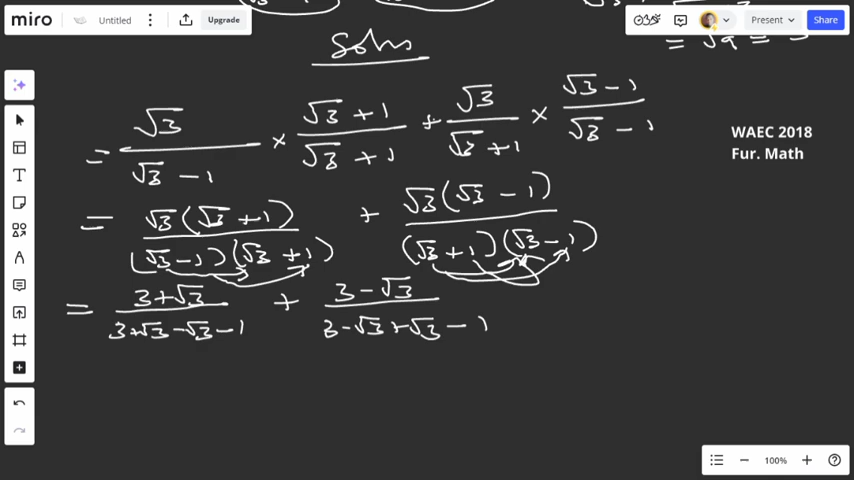 miro Untitled Upgrade Present Share
= √9 =
Soln
= √3/(√3 - 1) × (√3 + 1)/(√3 + 1) + √3/(√3 + 1) × (√3 - 1)/(√3 - 1)
WAEC 2018
Fur. Math
= √3(√3 + 1)/(√3 - 1)(√3 + 1) + √3(√3 - 1)/(√3 + 1)(√3 - 1)
= 3 + √3/3 + √3 - √3 - 1 + 3 - √3/3 - √3 + √3 - 1
100%